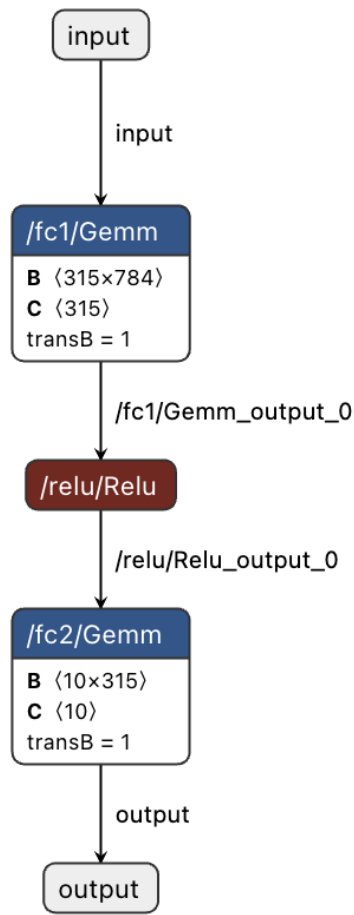 input
input
/fc1/Gemm
B ⟨315×784⟩
C ⟨315⟩
transB = 1
/fc1/Gemm_output_0
/relu/Relu
/relu/Relu_output_0
/fc2/Gemm
B ⟨10×315⟩
C ⟨10⟩
transB = 1
output
output